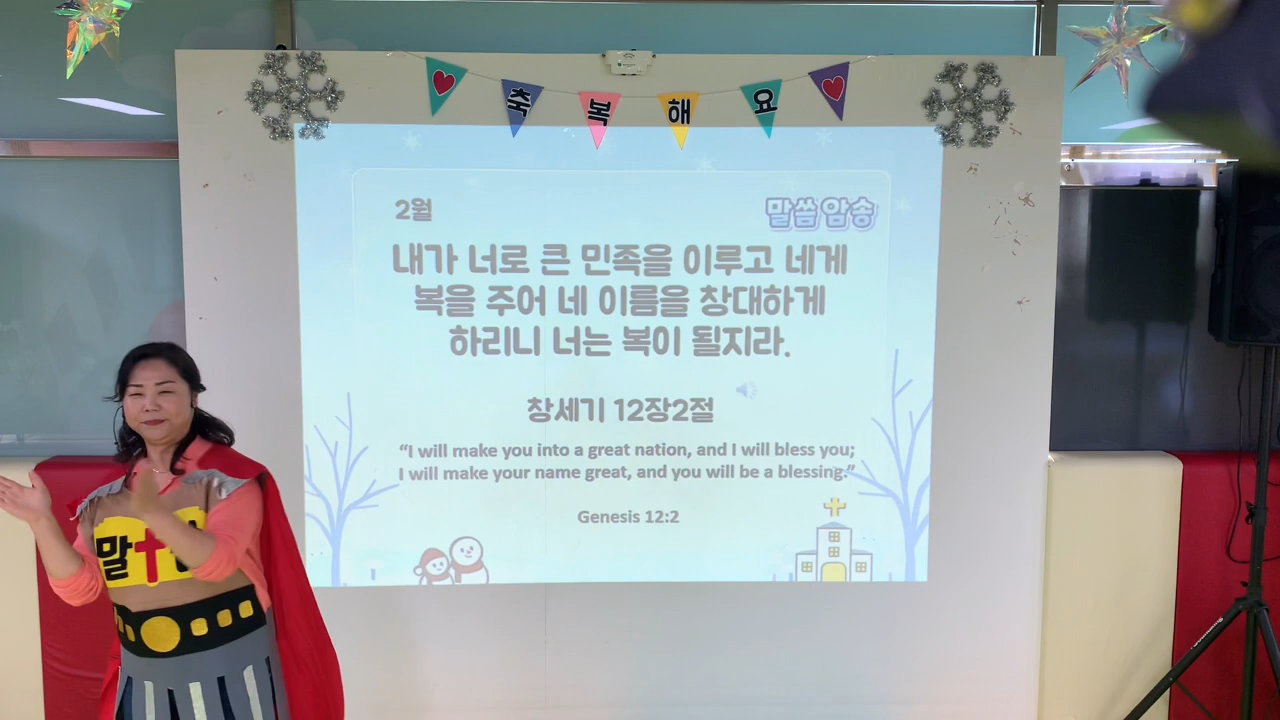 축복해요
2월
말씀암송
내가 너로 큰 민족을 이루고 네게
복을 주어 네 이름을 창대하게
하리니 너는 복이 될지라.
창세기 12장2절
“I will make you into a great nation, and I will bless you;
I will make your name great, and you will be a blessing.”
Genesis 12:2
말